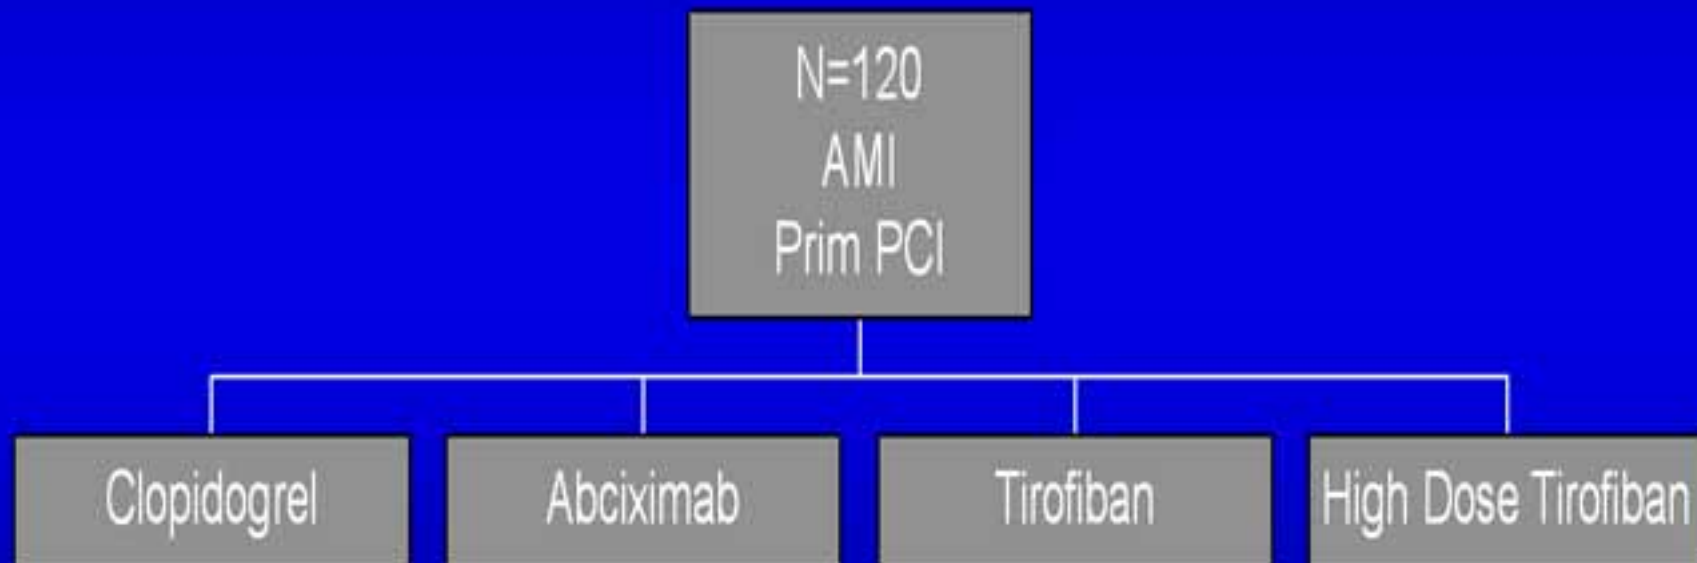 N=120
AMI
Prim PCI
Clopidogrel
Abciximab
Tirofiban
High Dose Tirofiban